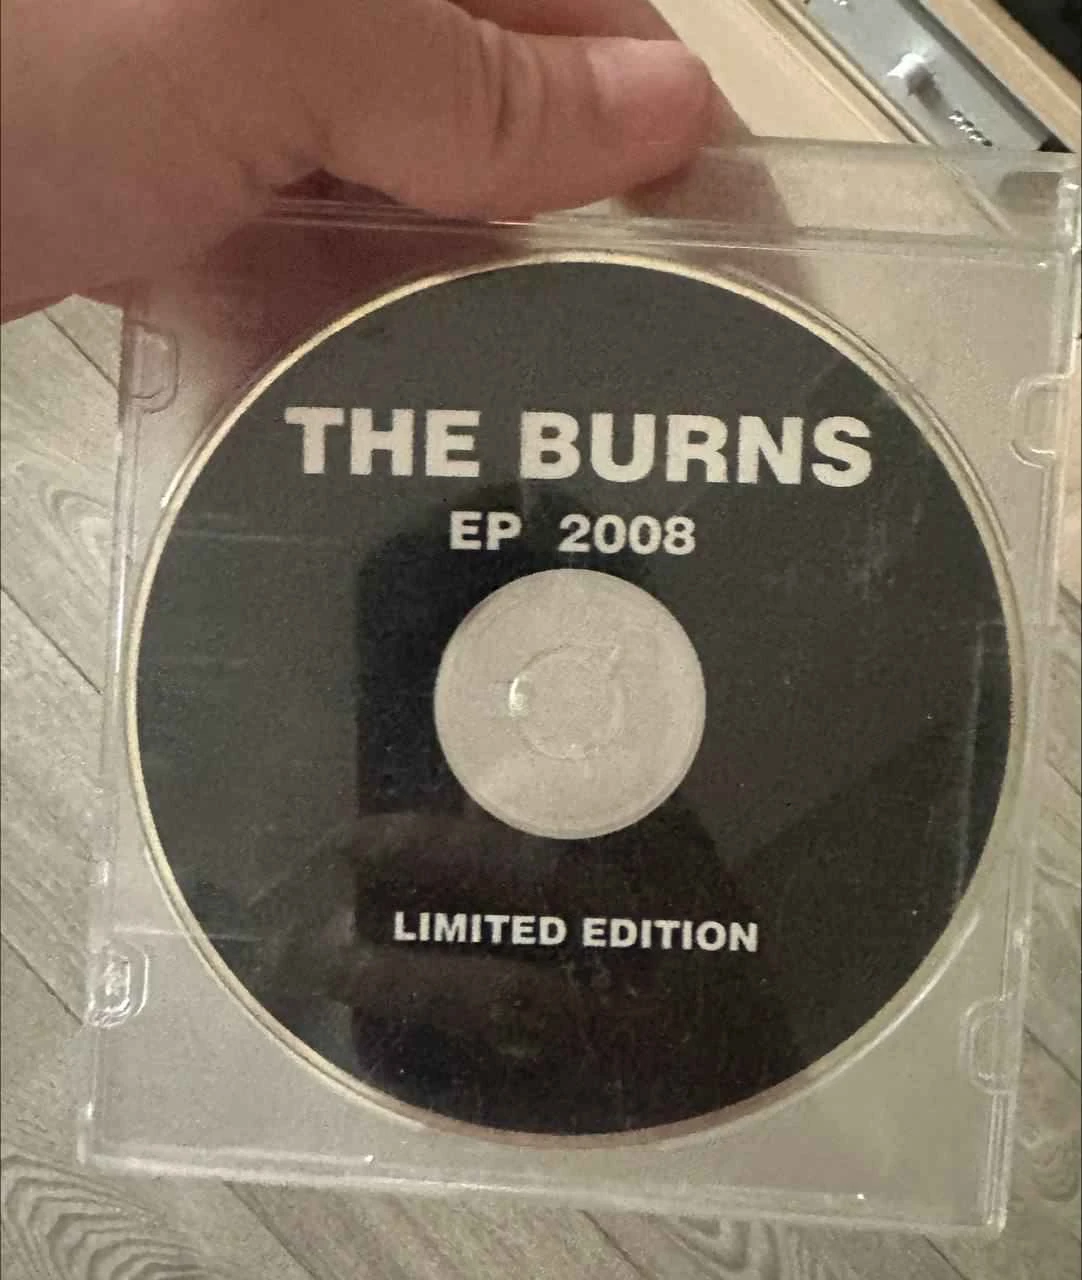 THE BURNS
EP 2008
LIMITED EDITION